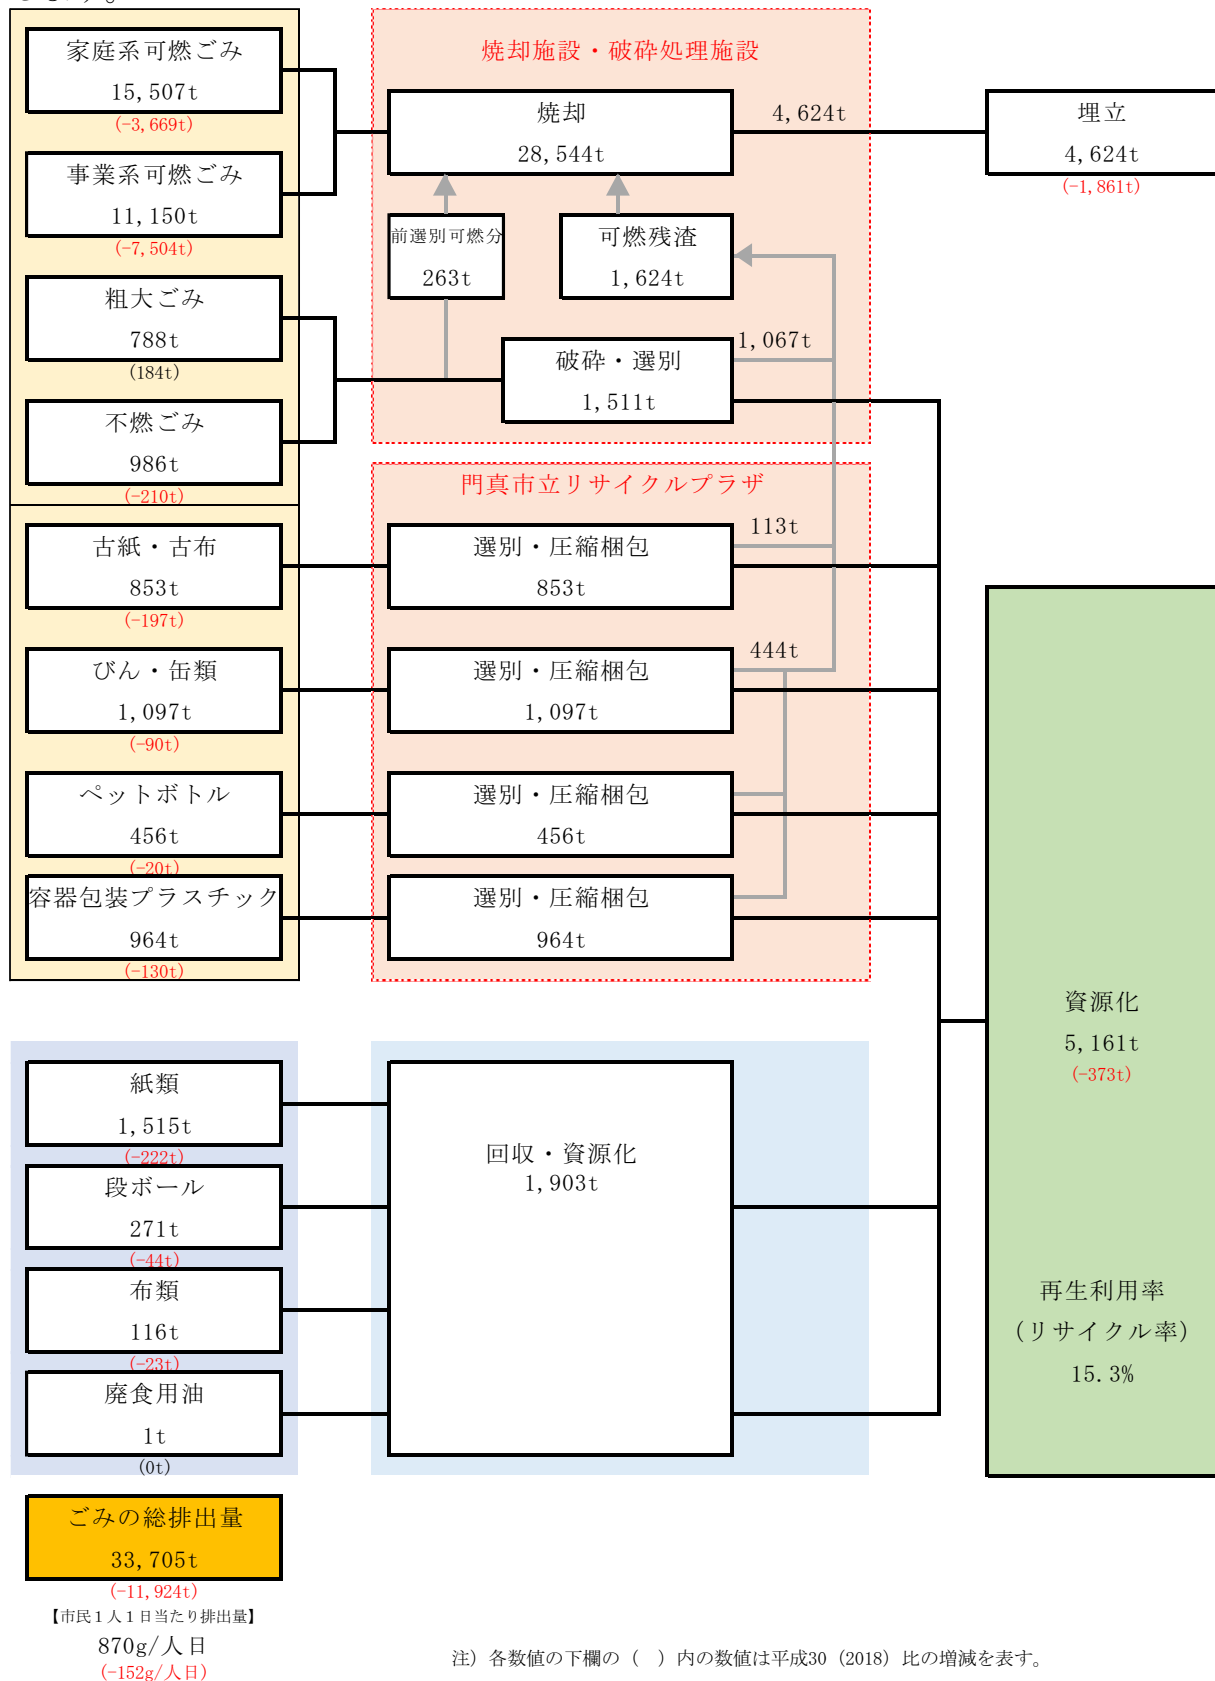 家庭系可燃ごみ
15,507t
(-3,669t)
事業系可燃ごみ
11,150t
(-7,504t)
粗大ごみ
788t
(184t)
不燃ごみ
986t
(-210t)
古紙・古布
853t
(-197t)
びん・缶類
1,097t
(-90t)
ペットボトル
456t
(-20t)
容器包装プラスチック
964t
(-130t)
紙類
1,515t
(-222t)
段ボール
271t
(-44t)
布類
116t
(-23t)
廃食用油
1t
(0t)
ごみの総排出量
33,705t
(-11,924t)
【市民1人1日当たり排出量】
870g/人日
(-152g/人日)
焼却施設・破砕処理施設
焼却
28,544t
4,624t
前選別可燃分
263t
可燃残渣
1,624t
破砕・選別
1,511t
1,067t
門真市立リサイクルプラザ
選別・圧縮梱包
853t
113t
選別・圧縮梱包
1,097t
444t
選別・圧縮梱包
456t
選別・圧縮梱包
964t
回収・資源化
1,903t
埋立
4,624t
(-1,861t)
資源化
5,161t
(-373t)
再生利用率
(リサイクル率)
15.3%
注）各数値の下欄の（　）内の数値は平成30（2018）比の増減を表す。